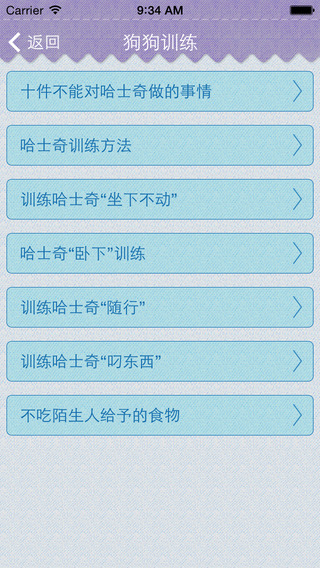 Carrier 9:34 AM
返回 狗狗训练
十件不能对哈士奇做的事情
哈士奇训练方法
训练哈士奇“坐下不动”
哈士奇“卧下”训练
训练哈士奇“随行”
训练哈士奇“叼东西”
不吃陌生人给予的食物